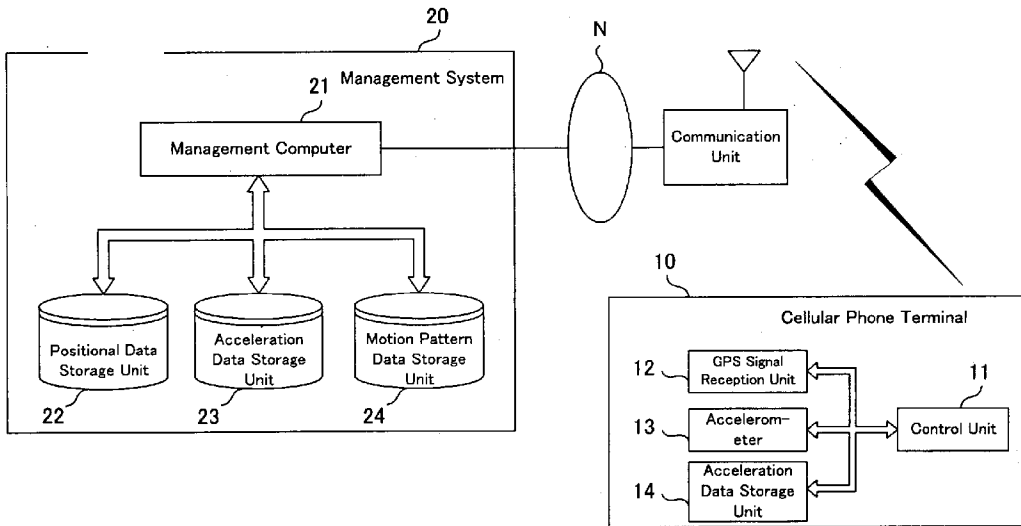 20
N
Management System
21
Management Computer
Communication
Unit
Positional Data
Storage Unit
Acceleration
Data Storage
Unit
Motion Pattern
Data Storage
Unit
22
23
24
10
Cellular Phone Terminal
12
GPS Signal
Reception Unit
11
13
Accelerom-
eter
Control Unit
14
Acceleration
Data Storage
Unit